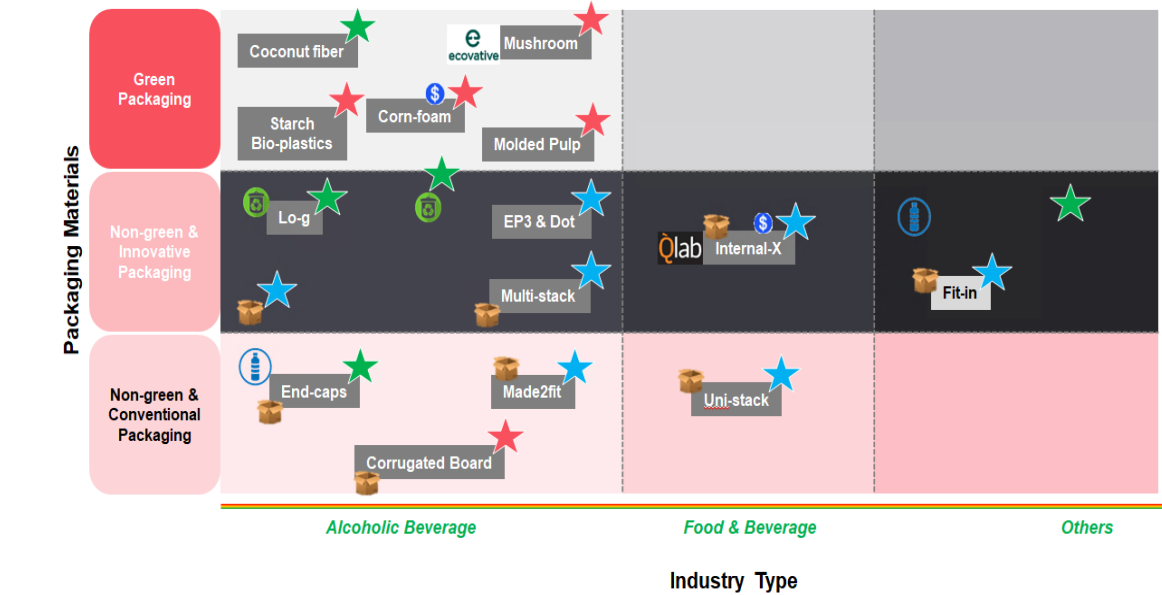 Packaging Materials
Green
Packaging
Coconut fiber
ecovative
Mushroom
Starch
Bio-plastics
$
Corn-foam
Molded Pulp
Non-green &
Innovative
Packaging
Lo-g
EP3 & Dot
Multi-stack
Qlab
$
Internal-X
Fit-in
Non-green &
Conventional
Packaging
End-caps
Made2fit
Corrugated Board
Uni-stack
Alcoholic Beverage
Food & Beverage
Others
Industry Type